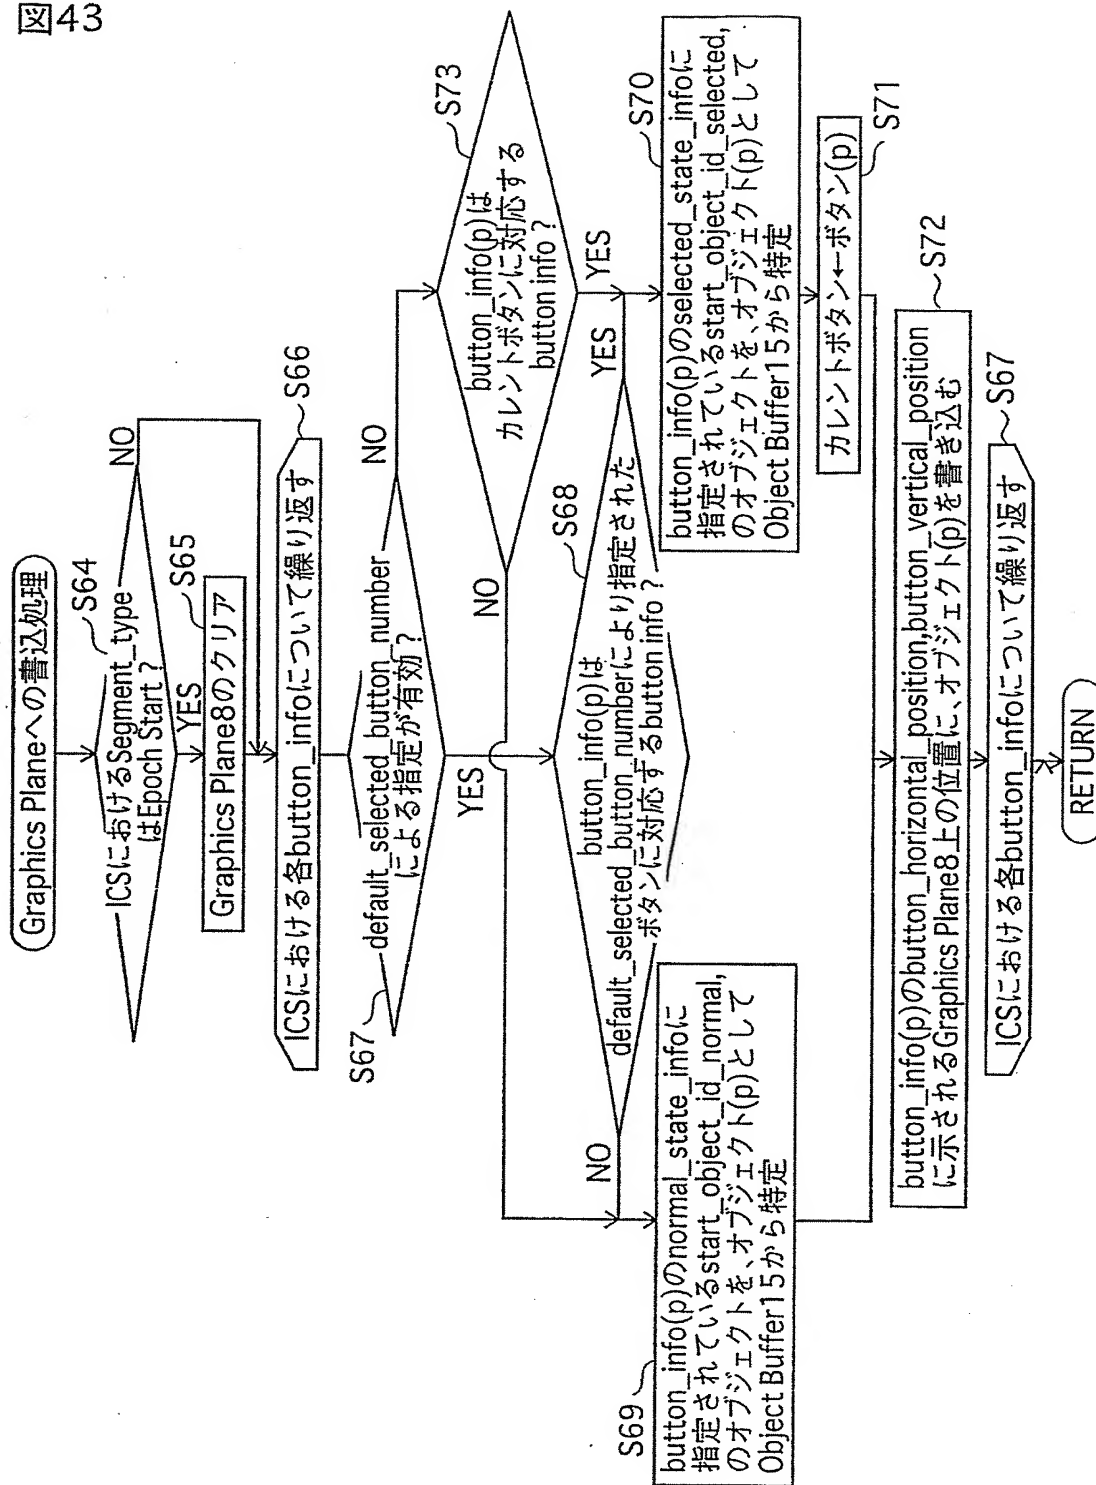 図43
Graphics Planeへの書込処理
S64
ICSにおけるSegment_type
はEpoch Start？
NO
YES
S65
Graphics Plane8のクリア
S66
ICSにおける各button_infoについて繰り返す
S67
default_selected_button_number
による指定が有効？
NO
YES
S73
button_info(p)は
カレントボタンに対応する
button info？
NO
YES
S68
button_info(p)は
default_selected_button_numberにより指定された
ボタンに対応するbutton info？
NO
YES
S69
button_info(p)のnormal_state_infoに
指定されているstart_object_id_normal,
のオブジェクトを、オブジェクト(p)として
Object Buffer15から特定
S70
button_info(p)のselected_state_infoに
指定されているstart_object_id_selected,
のオブジェクトを、オブジェクト(p)として
Object Buffer15から特定
S71
カレントボタン←ボタン(p)
S72
button_info(p)のbutton_horizontal_position,button_vertical_position
に示されるGraphics Plane8上の位置に、オブジェクト(p)を書き込む
S67
ICSにおける各button_infoについて繰り返す
RETURN